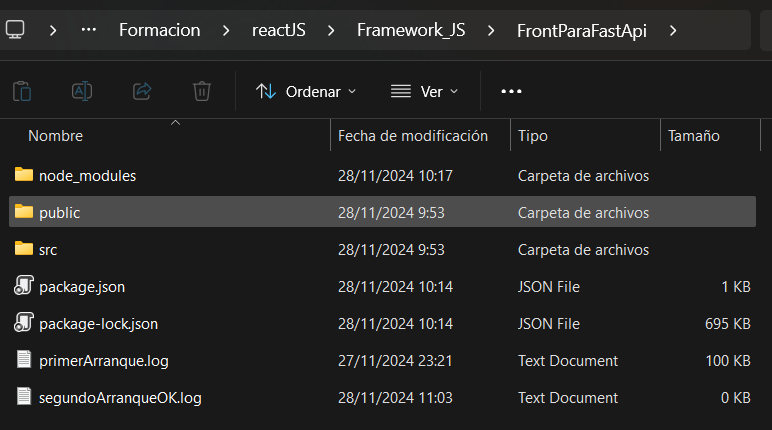 ··· Formacion > reactJS > Framework_JS > FrontParaFastApi >
Ordenar Ver ···
Nombre Fecha de modificación Tipo Tamaño
node_modules 28/11/2024 10:17 Carpeta de archivos
public 28/11/2024 9:53 Carpeta de archivos
src 28/11/2024 9:53 Carpeta de archivos
package.json 28/11/2024 10:14 JSON File 1 KB
package-lock.json 28/11/2024 10:14 JSON File 695 KB
primerArranque.log 27/11/2024 23:21 Text Document 100 KB
segundoArranqueOK.log 28/11/2024 11:03 Text Document 0 KB